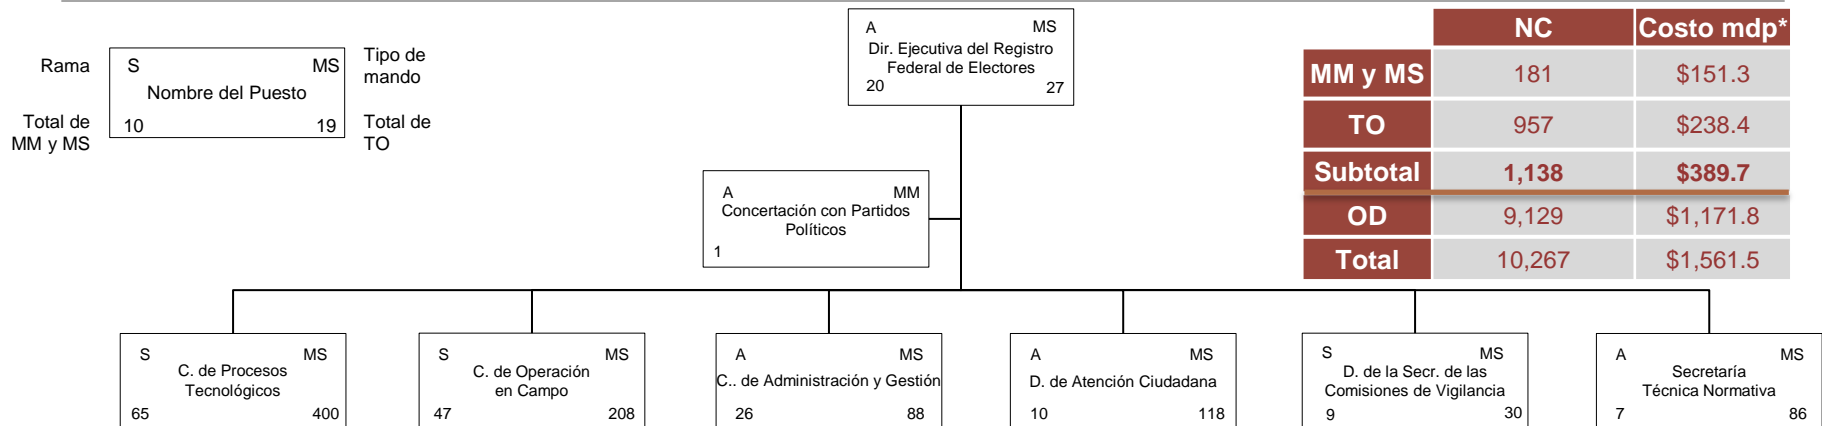 Rama
S MS
Tipo de
mando
Nombre del Puesto
Total de
MM y MS
10 19
Total de
TO
A MS
Dir. Ejecutiva del Registro
Federal de Electores
20 27
A MM
Concertación con Partidos
Políticos
1
NC Costo mdp*
MM y MS 181 $151.3
TO 957 $238.4
Subtotal 1,138 $389.7
OD 9,129 $1,171.8
Total 10,267 $1,561.5
S MS
C. de Procesos
Tecnológicos
65 400
S MS
C. de Operación
en Campo
47 208
A MS
C.. de Administración y Gestión
26 88
A MS
D. de Atención Ciudadana
10 118
S MS
D. de la Secr. de las
Comisiones de Vigilancia
9 30
A MS
Secretaría
Técnica Normativa
7 86